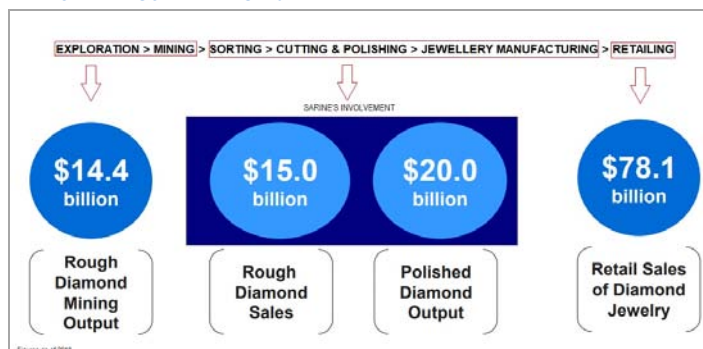 EXPLORATION > MINING > SORTING > CUTTING & POLISHING > JEWELLERY MANUFACTURING > RETAILING
SARINE'S INVOLVEMENT
$14.4
billion
$15.0
billion
$20.0
billion
$78.1
billion
Rough
Diamond
Mining
Output
Rough
Diamond
Sales
Polished
Diamond
Output
Retail Sales
of Diamond
Jewelry